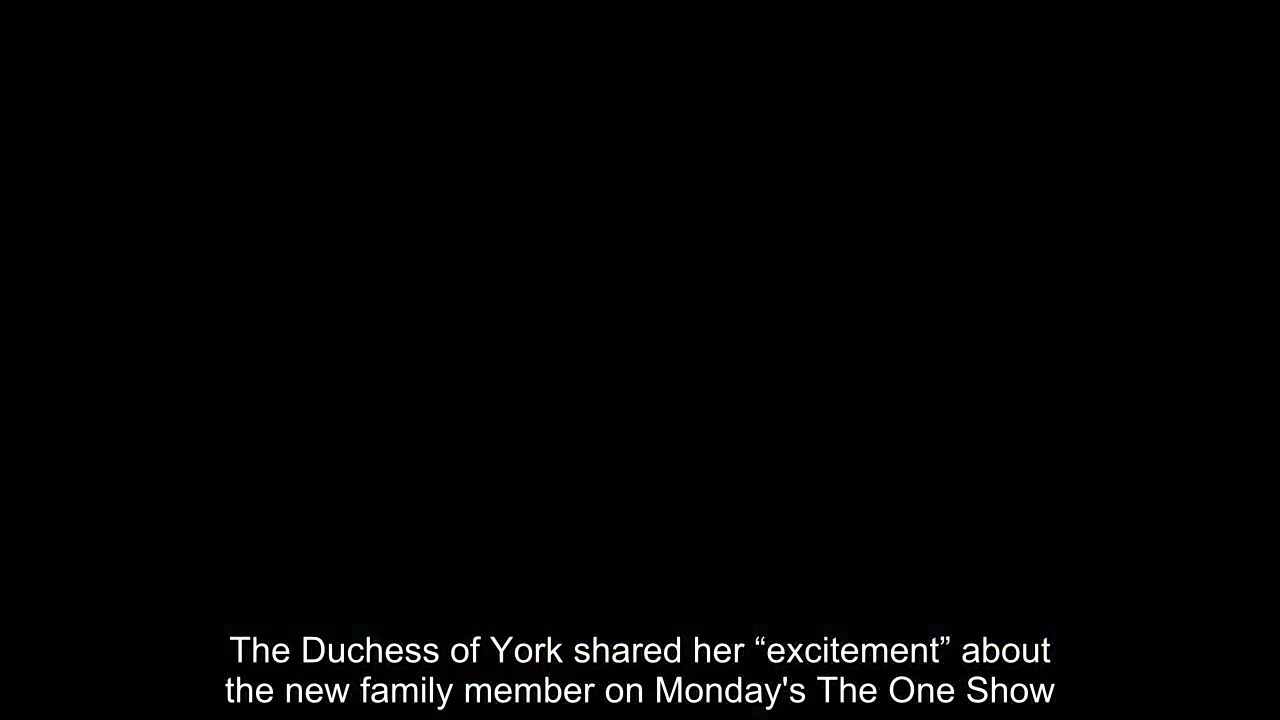 The Duchess of York shared her “excitement” about
the new family member on Monday's The One Show